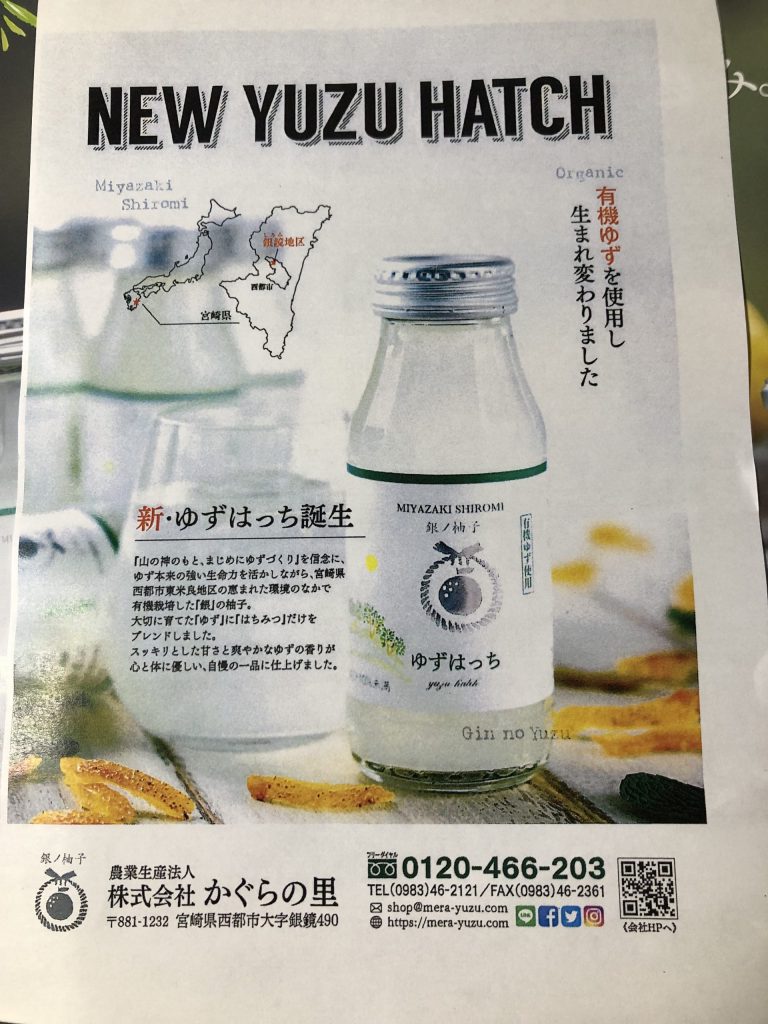 NEW YUZU HATCH
Organic
有機ゆずを使用し
生まれ変わりました
Miyazaki
Shiromi
しろみ
銀鏡地区
西都市
宮崎県
MIYAZAKI SHIROMI
銀ノ柚子
有機ゆず使用
ゆずはっち
yuzu hatch
Gin no Yuzu
新・ゆずはっち誕生
『山の神のもと、まじめにゆずづくり』を信念に、
ゆず本来の強い生命力を活かしながら、宮崎県
西都市東米良地区の恵まれた環境のなかで
有機栽培した『銀』の柚子。
大切に育てた『ゆず』に『はちみつ』だけを
ブレンドしました。
スッキリとした甘さと爽やかなゆずの香りが
心と体に優しい、自慢の一品に仕上げました。
銀ノ柚子
農業生産法人
株式会社 かぐらの里
〒881-1232 宮崎県西都市大字銀鏡490
フリーダイヤル 0120-466-203
TEL(0983)46-2121/FAX(0983)46-2361
shop@mera-yuzu.com
LINE
https://mera-yuzu.com
《会社HPへ》